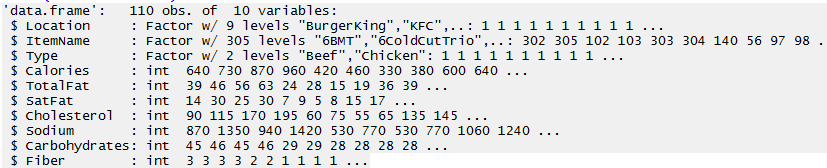 'data.frame':   110 obs. of  10 variables:
 $ Location     : Factor w/ 9 levels "BurgerKing","KFC",..: 1 1 1 1 1 1 1 1 1 1 ...
 $ ItemName     : Factor w/ 305 levels "6BMT","6ColdCutTrio",..: 302 305 102 103 303 304 140 56 97 98 .
 $ Type         : Factor w/ 2 levels "Beef","Chicken": 1 1 1 1 1 1 1 1 1 1 ...
 $ Calories     : int  640 730 870 960 420 460 330 380 600 640 ...
 $ TotalFat     : int  39 46 56 63 24 28 15 19 36 39 ...
 $ SatFat       : int  14 30 25 30 7 9 5 8 15 17 ...
 $ Cholesterol  : int  90 115 170 195 60 75 55 65 135 145 ...
 $ Sodium       : int  870 1350 940 1420 530 770 530 770 1060 1240 ...
 $ Carbohydrates: int  45 46 45 46 29 29 28 28 28 28 ...
 $ Fiber        : int  3 3 3 3 2 2 1 1 1 1 ...